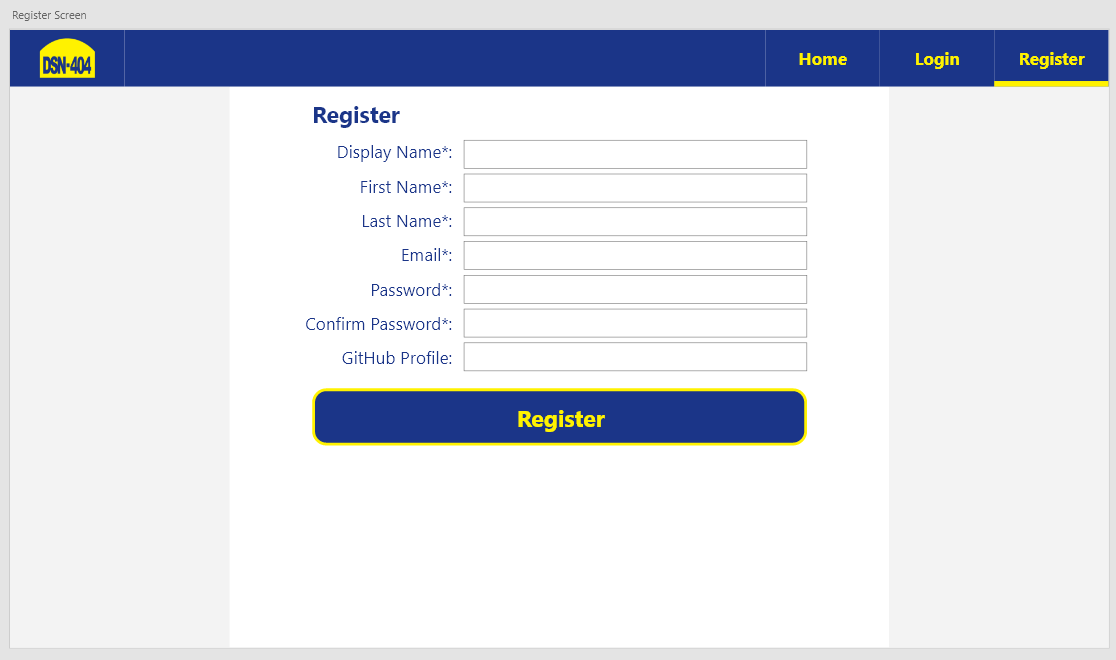 Register Screen
DSN-404
Home
Login
Register
Register
Display Name*:
First Name*:
Last Name*:
Email*:
Password*:
Confirm Password*:
GitHub Profile:
Register